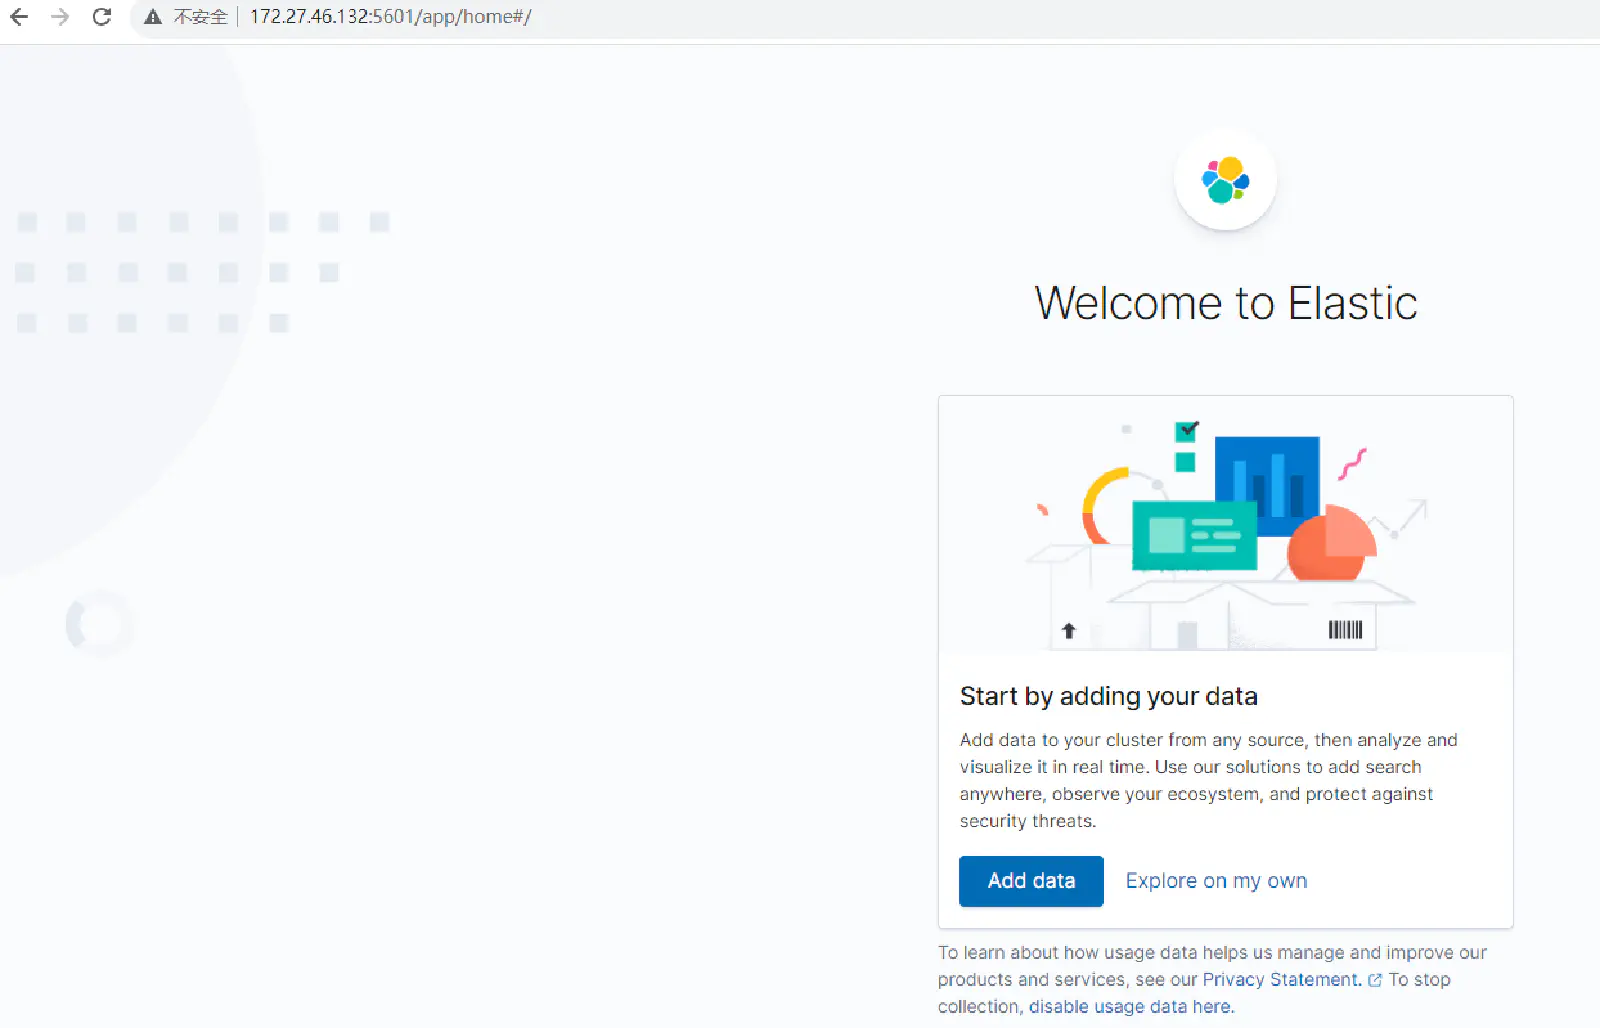 不安全 172.27.46.132:5601/app/home#/
Welcome to Elastic
Start by adding your data
Add data to your cluster from any source, then analyze and
visualize it in real time. Use our solutions to add search
anywhere, observe your ecosystem, and protect against
security threats.
Add data Explore on my own
To learn about how usage data helps us manage and improve our
products and services, see our Privacy Statement. To stop
collection, disable usage data here.